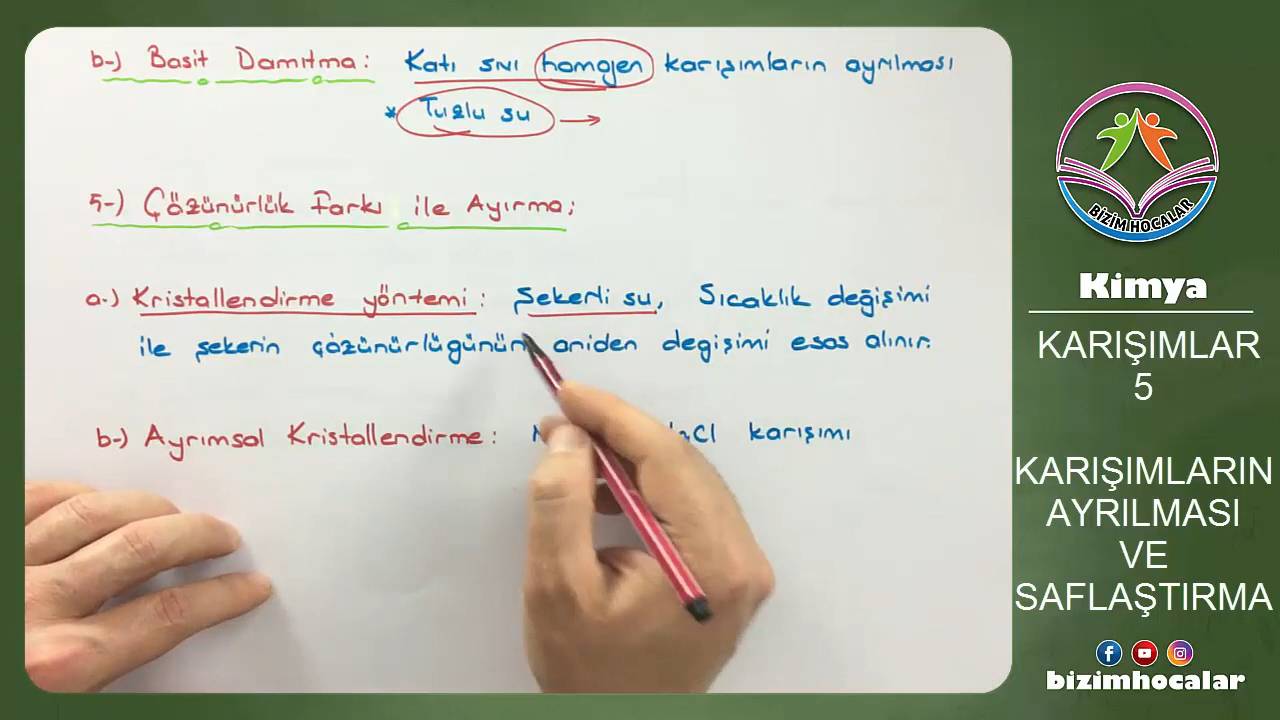 b-) Basit Damıtma: Katı sıvı homojen karışımların ayrılması
* Tuzlu su →
5-) Çözünürlük Farkı ile Ayırma;
a.) Kristallendirme yöntemi: Şekerli su, Sıcaklık değişimi
ile şekerin çözünürlüğünün aniden değişimi esas alınır.
b-) Ayrımsal Kristallendirme: karışımı
BİZİM HOCALAR
Kimya
KARIŞIMLAR
5
KARIŞIMLARIN
AYRILMASI
VE
SAFLAŞTIRMA
bizimhocalar